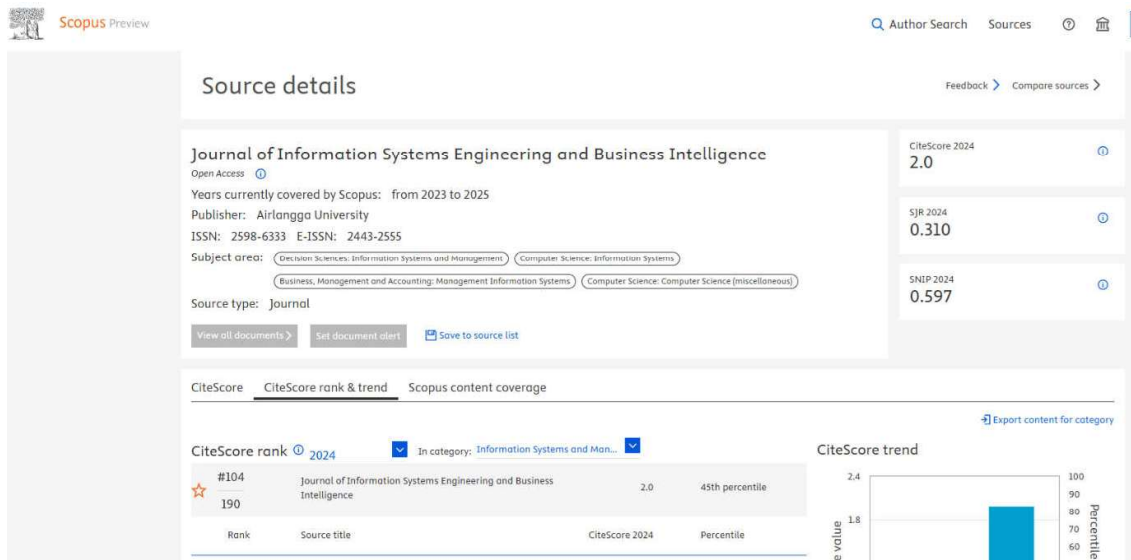 Scopus Preview
Author Search Sources
Source details
Feedback Compare sources
Journal of Information Systems Engineering and Business Intelligence
Open Access
Years currently covered by Scopus: from 2023 to 2025
Publisher: Airlangga University
ISSN: 2598-6333 E-ISSN: 2443-2555
Subject area: Decision Sciences: Information Systems and Management Computer Science: Information Systems
Business, Management and Accounting: Management Information Systems Computer Science: Computer Science (miscellaneous)
Source type: Journal
View all documents Set document alert Save to source list
CiteScore 2024
2.0
SJR 2024
0.310
SNIP 2024
0.597
CiteScore CiteScore rank & trend Scopus content coverage
Export content for category
CiteScore rank 2024 In category: Information Systems and Man...
#104
190
Journal of Information Systems Engineering and Business
Intelligence
2.0 45th percentile
Rank Source title CiteScore 2024 Percentile
CiteScore trend
2.4
1.8
value
100
90
80
70
60
Percentile